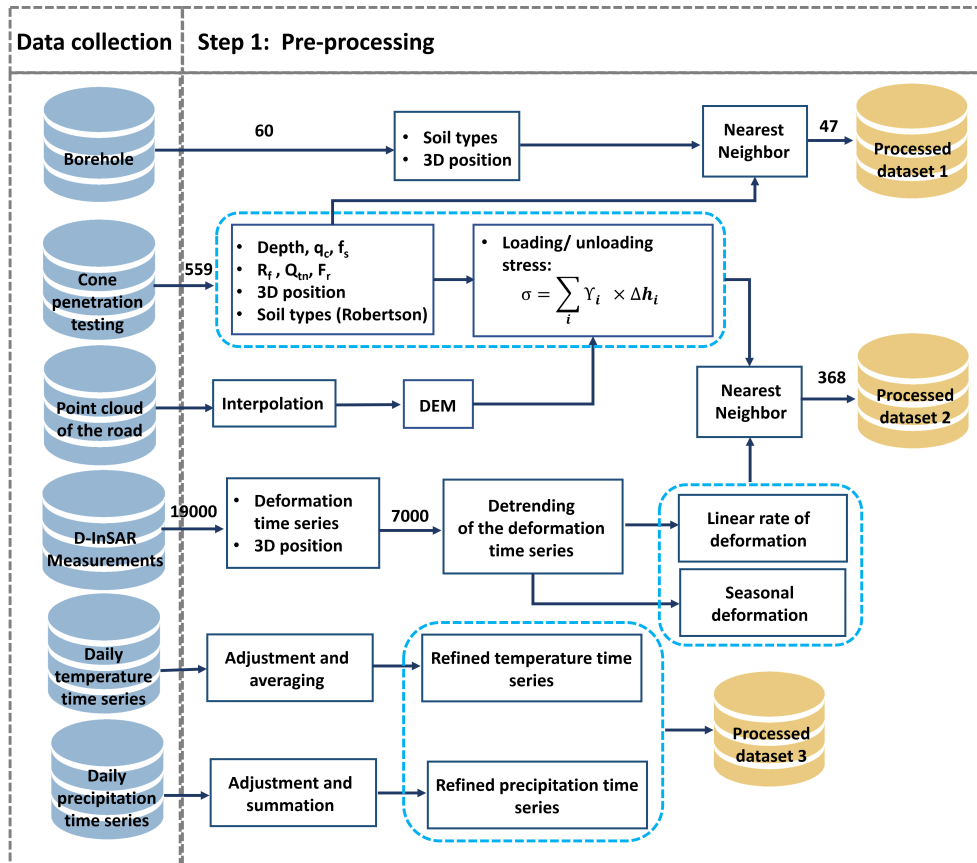 Data collection
Step 1:  Pre-processing
Borehole
60
• Soil types
• 3D position
Nearest
Neighbor
47
Processed
dataset 1
Cone
penetration
testing
559
• Depth, qc, fs
• Rf , Qtn, Fr
• 3D position
• Soil types (Robertson)
• Loading/ unloading
stress:
σ = ∑i ϒi × Δhi
Point cloud
of the road
Interpolation
DEM
Nearest
Neighbor
368
Processed
dataset 2
D-InSAR
Measurements
19000
• Deformation
time series
• 3D position
7000
Detrending
of the deformation
time series
Linear rate of
deformation
Seasonal
deformation
Daily
temperature
time series
Adjustment and
averaging
Refined temperature time
series
Processed
dataset 3
Daily
precipitation
time series
Adjustment and
summation
Refined precipitation time
series